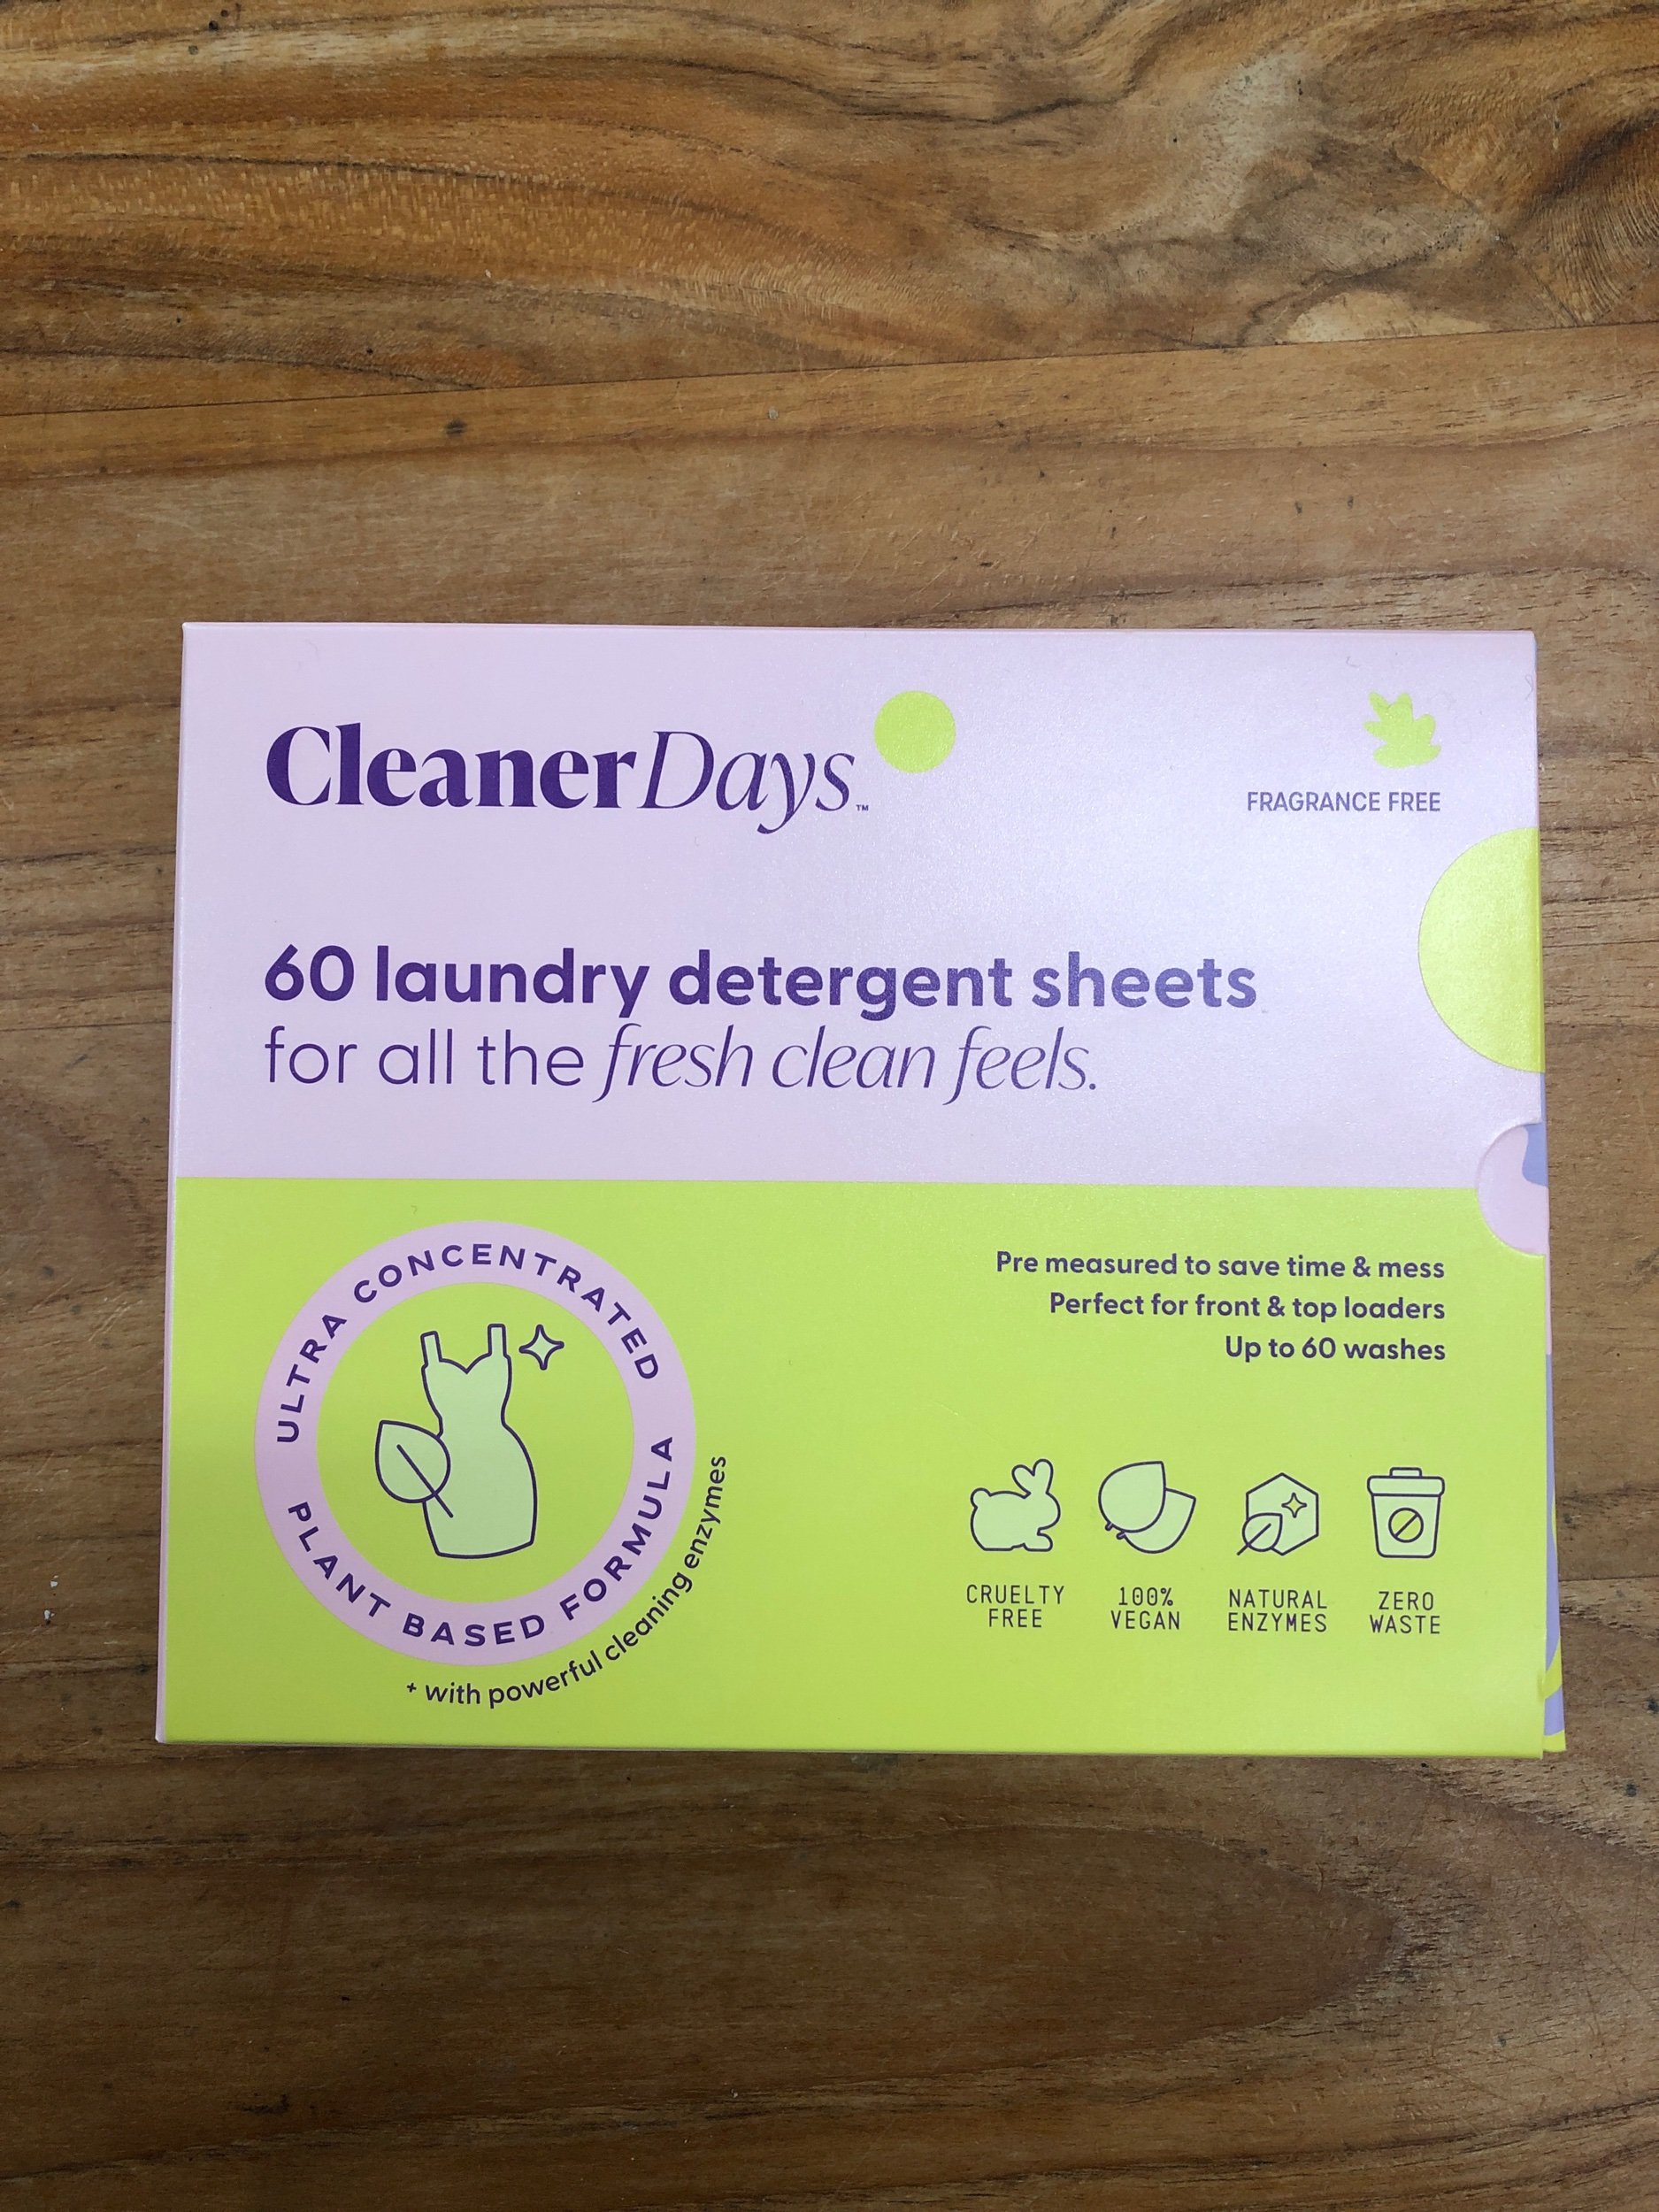 CleanerDays™
FRAGRANCE FREE
60 laundry detergent sheets
for all the fresh clean feels.
ULTRA CONCENTRATED
PLANT BASED FORMULA
+ with powerful cleaning enzymes
Pre measured to save time & mess
Perfect for front & top loaders
Up to 60 washes
CRUELTY
FREE
100%
VEGAN
NATURAL
ENZYMES
ZERO
WASTE